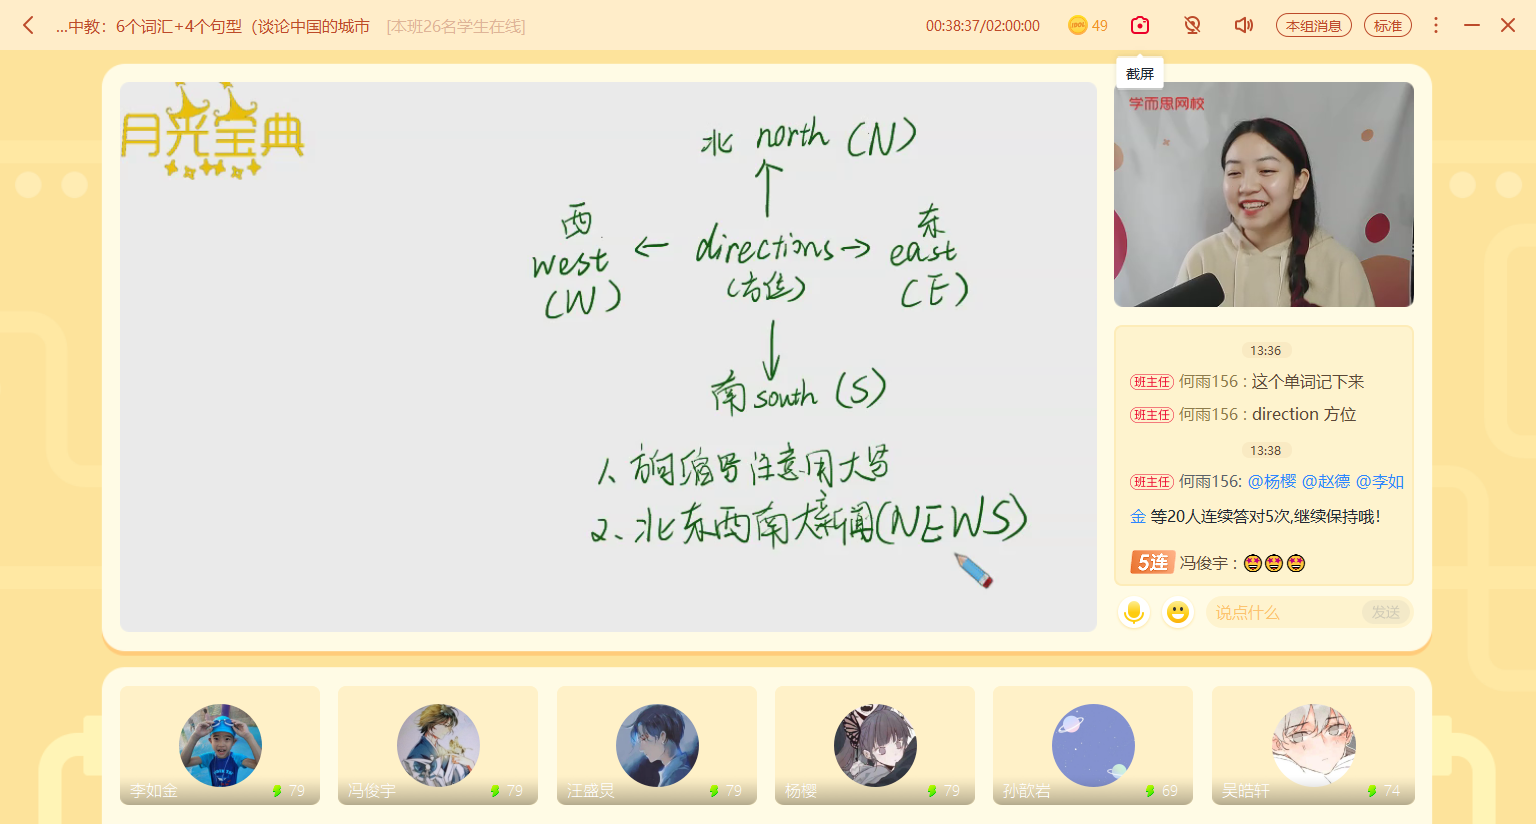 ...中教：6个词汇+4个句型（谈论中国的城市 [本班26名学生在线]
00:38:37/02:00:00
100%
49
本组消息
标准
截屏
月光宝典
学而思网校
北 north (N)
西
west
(W)
← directions →
(方位)
东
east
(E)
南 south (S)
1、方向缩写注意用大写
2、北东西南大新闻(NEWS)
13:36
班主任 何雨156 : 这个单词记下来
班主任 何雨156 : direction 方位
13:38
班主任 何雨156: @杨樱 @赵德 @李如
金 等20人连续答对5次,继续保持哦!
5连 冯俊宇 : 🤩🤩🤩
说点什么
发送
李如金 79
冯俊宇 79
汪盛炅 79
杨樱 79
孙歆岩 69
吴皓轩 74